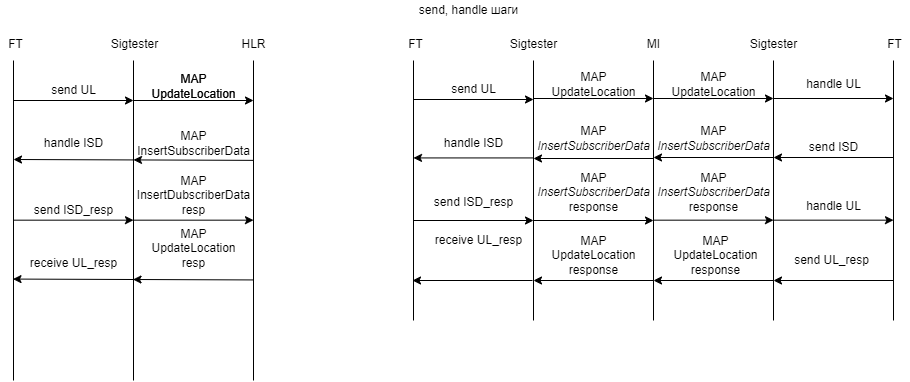 send, handle шаги
FT
Sigtester
HLR
send UL
MAP
UpdateLocation
handle ISD
MAP
InsertSubscriberData
send ISD_resp
MAP
InsertDubscriberData
resp
receive UL_resp
MAP
UpdateLocation
resp
FT
Sigtester
MI
Sigtester
FT
send UL
MAP
UpdateLocation
MAP
UpdateLocation
handle UL
handle ISD
MAP
InsertSubscriberData
MAP
InsertSubscriberData
send ISD
send ISD_resp
MAP
InsertSubscriberData
response
MAP
InsertSubscriberData
response
handle UL
receive UL_resp
MAP
UpdateLocation
response
MAP
UpdateLocation
response
send UL_resp